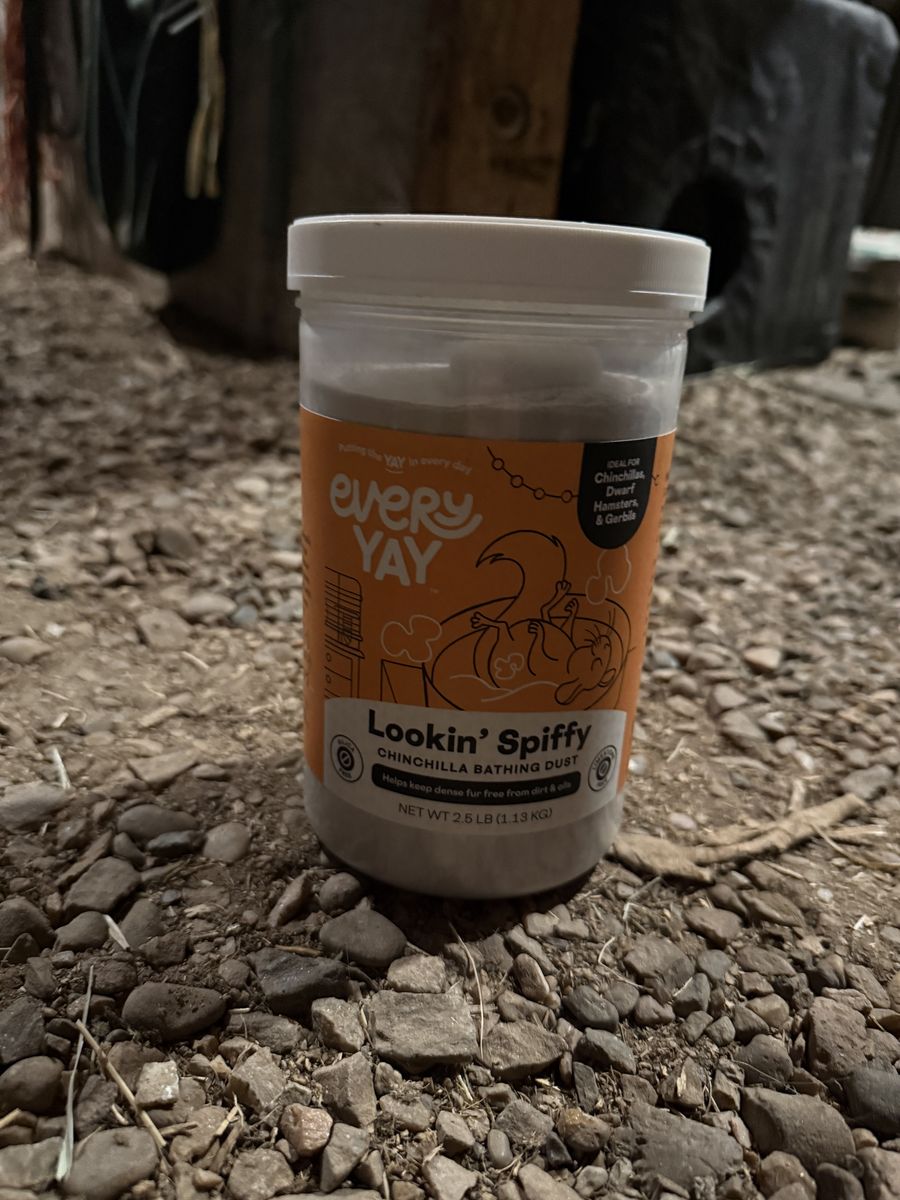 Putting the YAY in every day
every
YAY
IDEAL FOR
Chinchillas,
Dwarf
Hamsters,
& Gerbils
Lookin' Spiffy
CHINCHILLA BATHING DUST
Helps keep dense fur free from dirt & oils
NET WT 2.5 LB (1.13 KG)